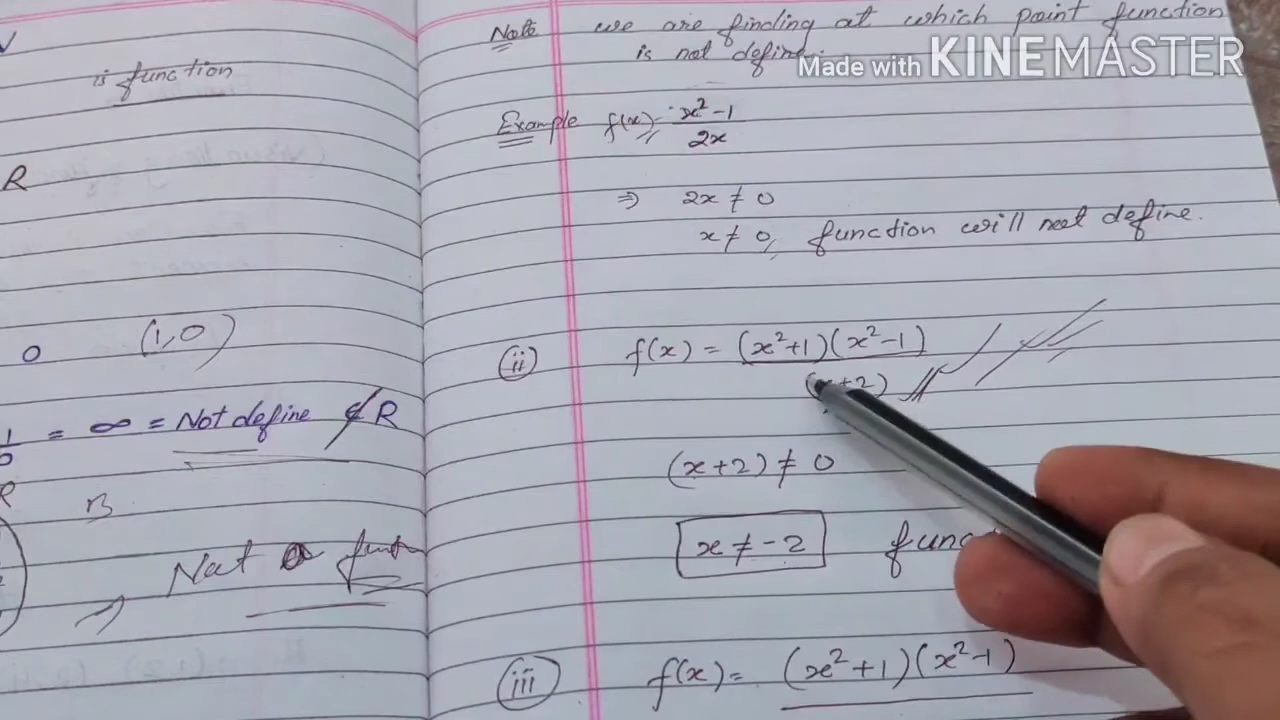 is function
R
0 (1,0)
1/0 = ∞ = Not define ∉ R
B
⇒ Not a
Note we are finding at which point function
is not define.
Made with KINEMASTER
Example f(x) = x²-1 / 2x
⇒ 2x ≠ 0
x ≠ 0, function will not define.
(ii) f(x) = (x²+1)(x²-1) / (x+2)
(x+2) ≠ 0
x ≠ -2 func
(iii) f(x) = (x²+1)(x²-1)